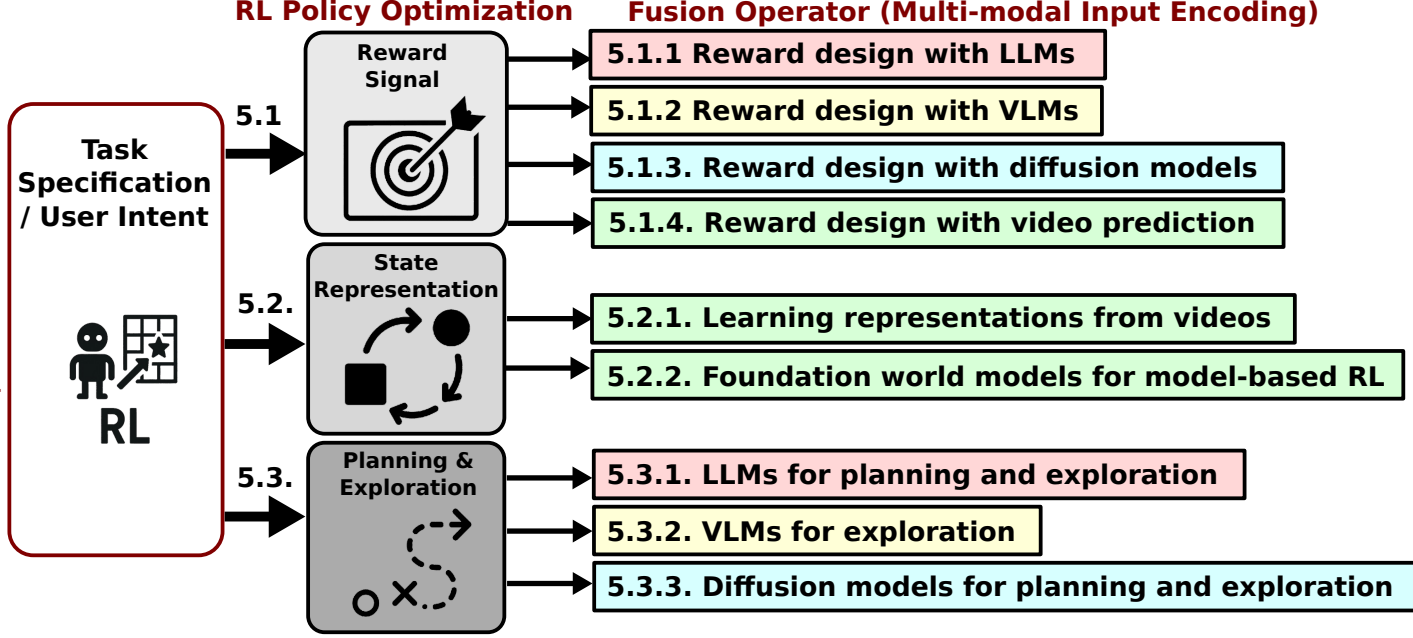 RL Policy Optimization
Fusion Operator (Multi-modal Input Encoding)
Task
Specification
/ User Intent
RL
5.1
Reward
Signal
5.1.1 Reward design with LLMs
5.1.2 Reward design with VLMs
5.1.3. Reward design with diffusion models
5.1.4. Reward design with video prediction
5.2.
State
Representation
5.2.1. Learning representations from videos
5.2.2. Foundation world models for model-based RL
5.3.
Planning &
Exploration
5.3.1. LLMs for planning and exploration
5.3.2. VLMs for exploration
5.3.3. Diffusion models for planning and exploration